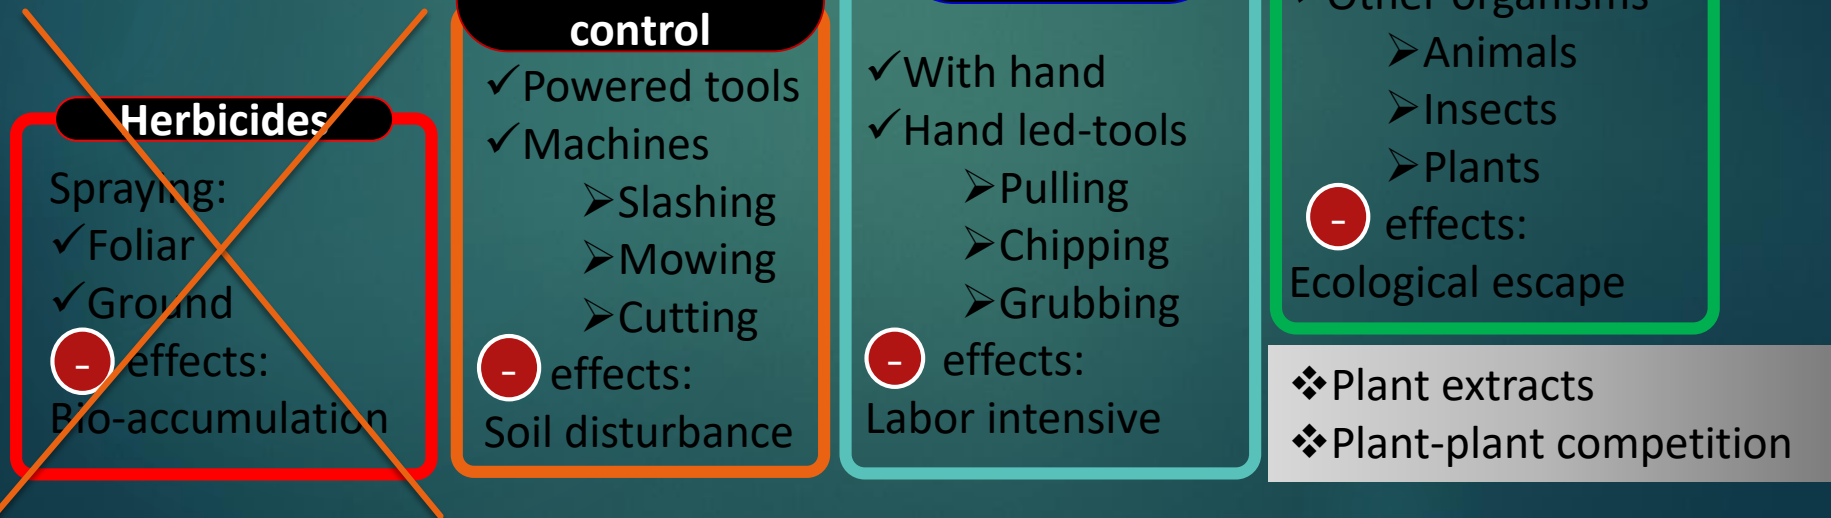 Herbicides
Spraying:
✓Foliar
✓Ground
- effects:
Bio-accumulation
control
✓Powered tools
✓Machines
➢Slashing
➢Mowing
➢Cutting
- effects:
Soil disturbance
✓With hand
✓Hand led-tools
➢Pulling
➢Chipping
➢Grubbing
- effects:
Labor intensive
Other organisms
➢Animals
➢Insects
➢Plants
- effects:
Ecological escape
❖Plant extracts
❖Plant-plant competition